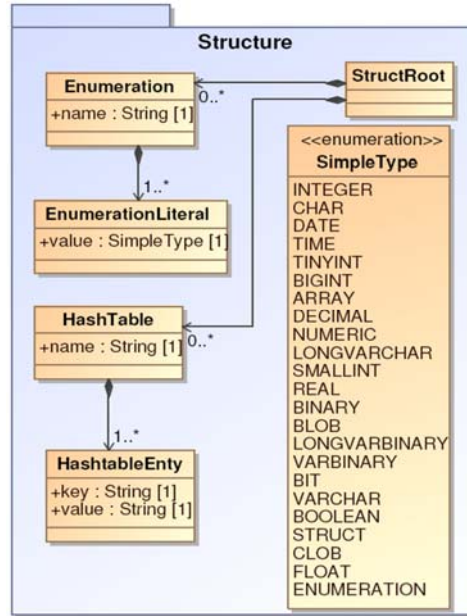 Structure
Enumeration
+name : String [1]
StructRoot
0..*
1..*
EnumerationLiteral
+value : SimpleType [1]
<<enumeration>>
SimpleType
INTEGER
CHAR
DATE
TIME
TINYINT
BIGINT
ARRAY
DECIMAL
NUMERIC
LONGVARCHAR
SMALLINT
REAL
BINARY
BLOB
LONGVARBINARY
VARBINARY
BIT
VARCHAR
BOOLEAN
STRUCT
CLOB
FLOAT
ENUMERATION
HashTable
+name : String [1]
0..*
1..*
HashtableEnty
+key : String [1]
+value : String [1]